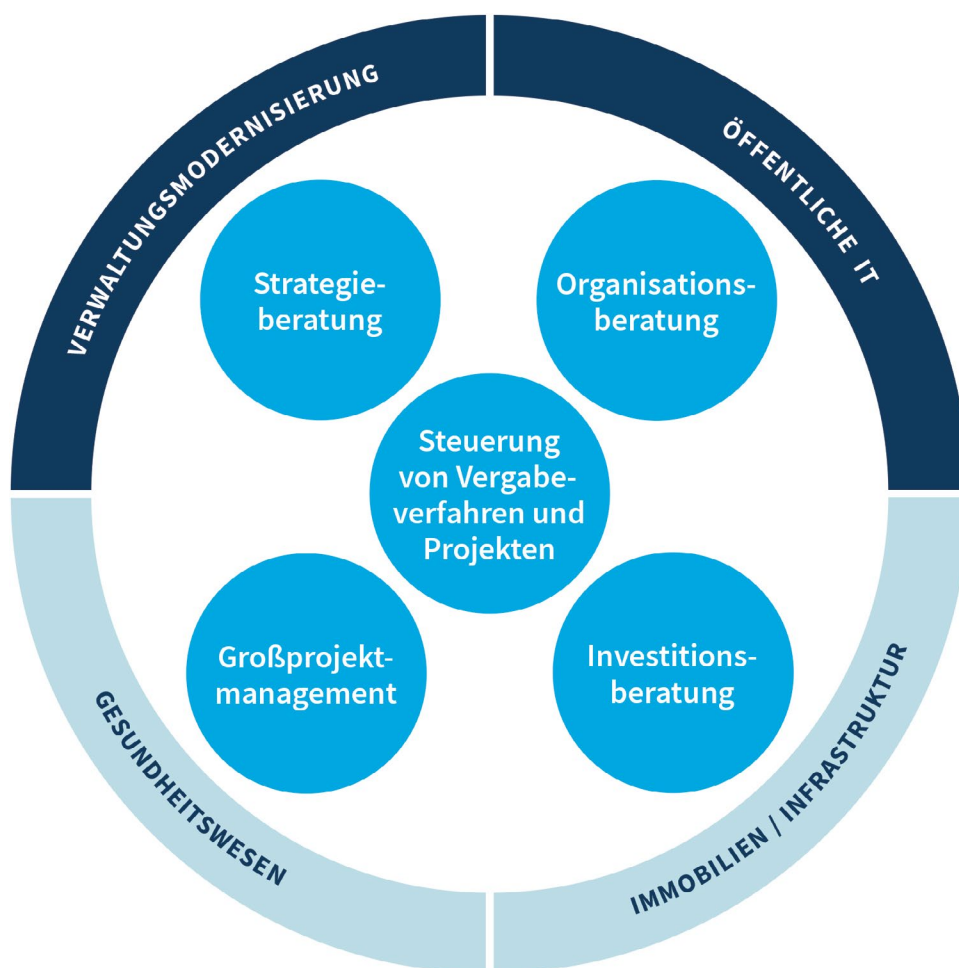 VERWALTUNGSMODERNISIERUNG
ÖFFENTLICHE IT
Strategie-
beratung
Organisations-
beratung
Steuerung
von Vergabe-
verfahren und
Projekten
Großprojekt-
management
Investitions-
beratung
GESUNDHEITSWESEN
IMMOBILIEN / INFRASTRUKTUR